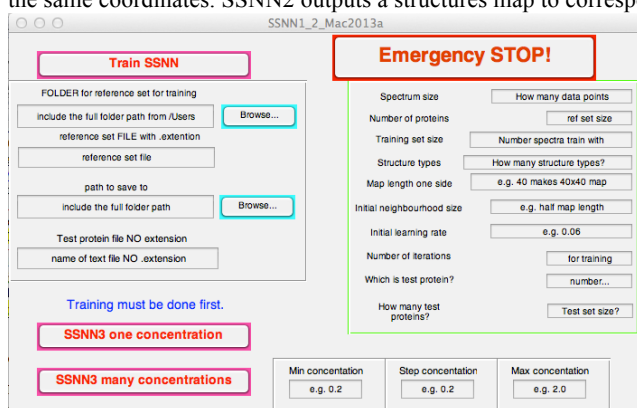 the same coordinates. SSNN2 outputs a structures map to correspo
SSNN1_2_Mac2013a
Train SSNN
Emergency STOP!
FOLDER for reference set for training
include the full folder path from /Users
Browse...
reference set FILE with .extention
reference set file
path to save to
include the full folder path
Browse...
Test protein file NO extension
name of text file NO .extension
Spectrum size
How many data points
Number of proteins
ref set size
Training set size
Number spectra train with
Structure types
How many structure types?
Map length one side
e.g. 40 makes 40x40 map
Initial neighbourhood size
e.g. half map length
Initial learning rate
e.g. 0.06
Number of iterations
for training
Which is test protein?
number...
How many test
proteins?
Test set size?
Training must be done first.
SSNN3 one concentration
SSNN3 many concentrations
Min concentration
e.g. 0.2
Step concentration
e.g. 0.2
Max concentration
e.g. 2.0